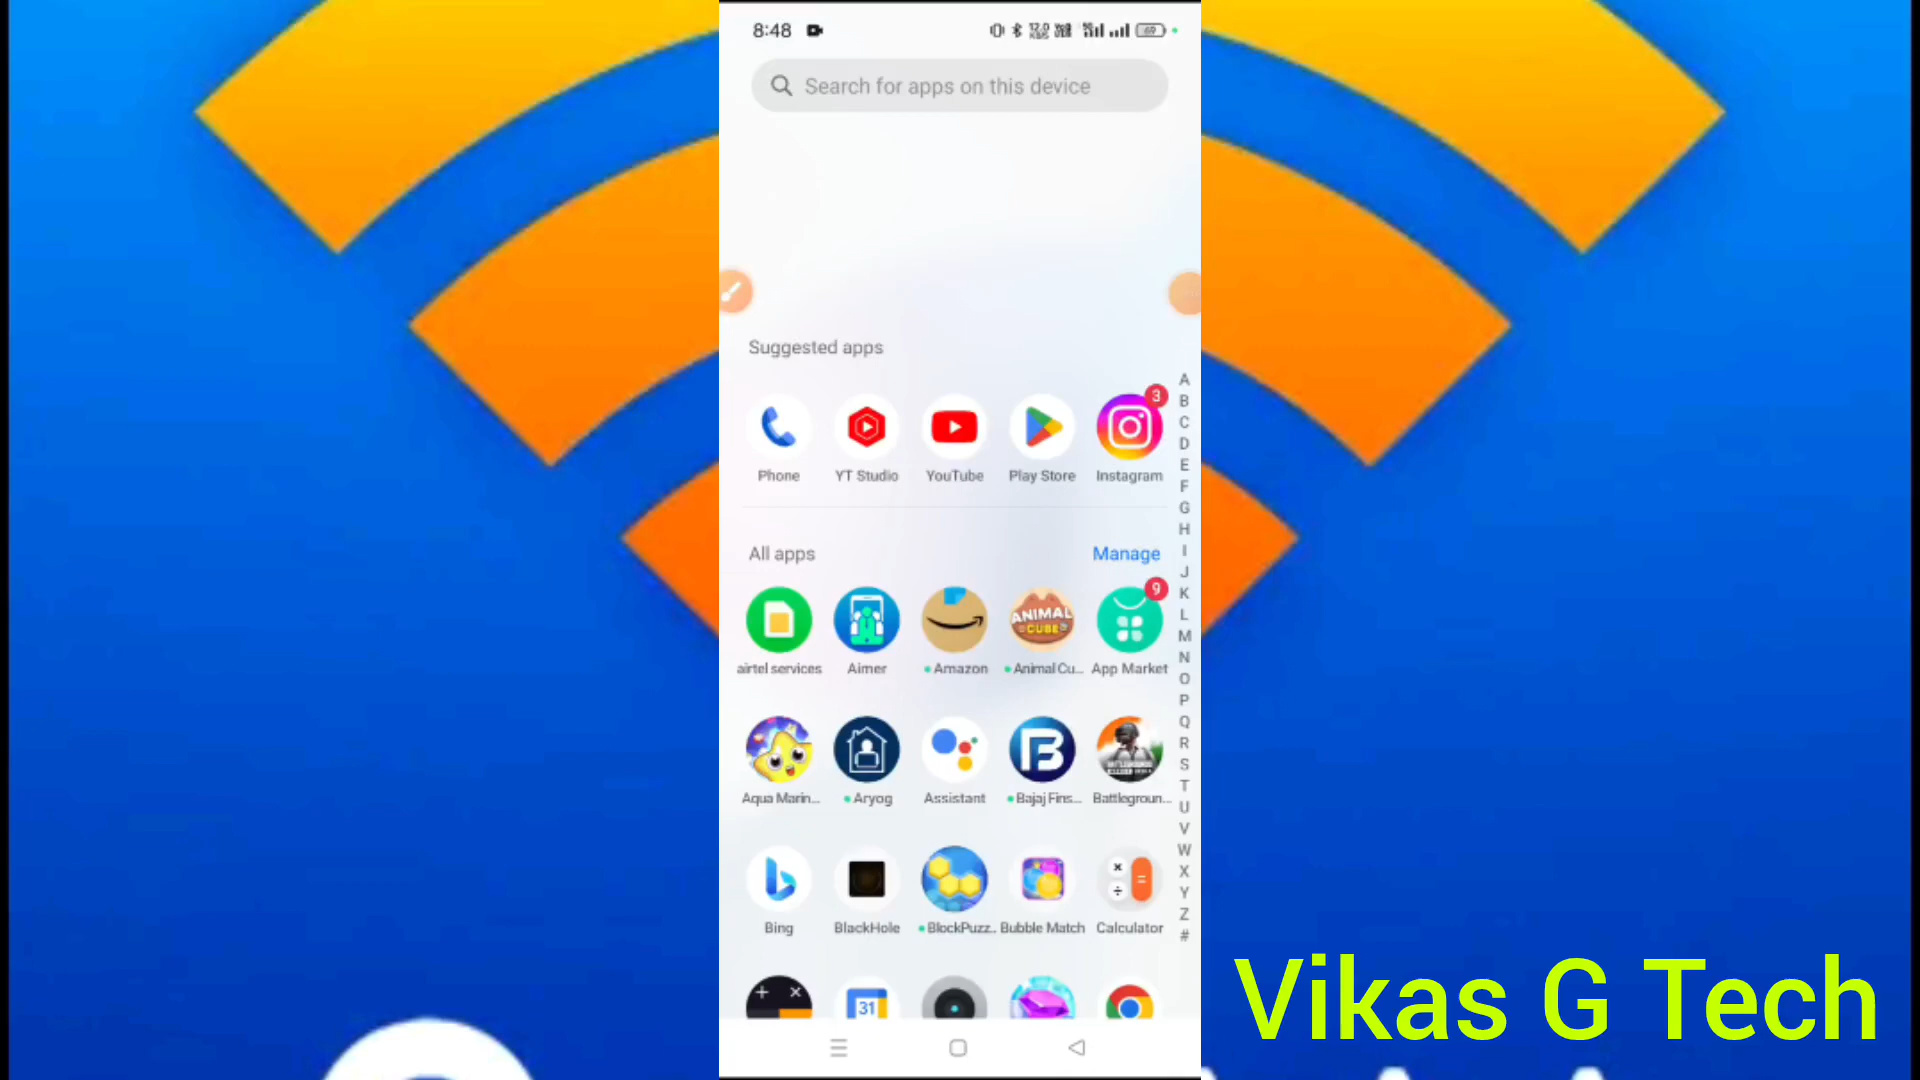 8:48
Search for apps on this device
Suggested apps
3
Phone YT Studio YouTube Play Store Instagram
All apps Manage
9
ANIMAL CUBE
airtel services Aimer Amazon Animal Cu... App Market
Aqua Marin... Aryog Assistant Bajaj Fins... Battlegroun...
Bing BlackHole BlockPuzz.. Bubble Match Calculator
31
A
B
C
D
E
F
G
H
I
J
K
L
M
N
O
P
Q
R
S
T
U
V
W
X
Y
Z
#
Vikas G Tech